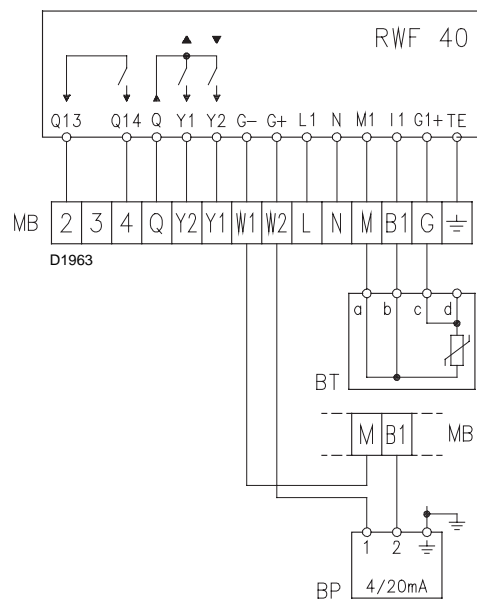 RWF 40
Q13 Q14 Q Y1 Y2 G- G+ L1 N M1 I1 G1+ TE
MB 2 3 4 Q Y2 Y1 W1 W2 L N M B1 G
D1963
a b c d
BT
M B1 MB
1 2
BP 4/20mA